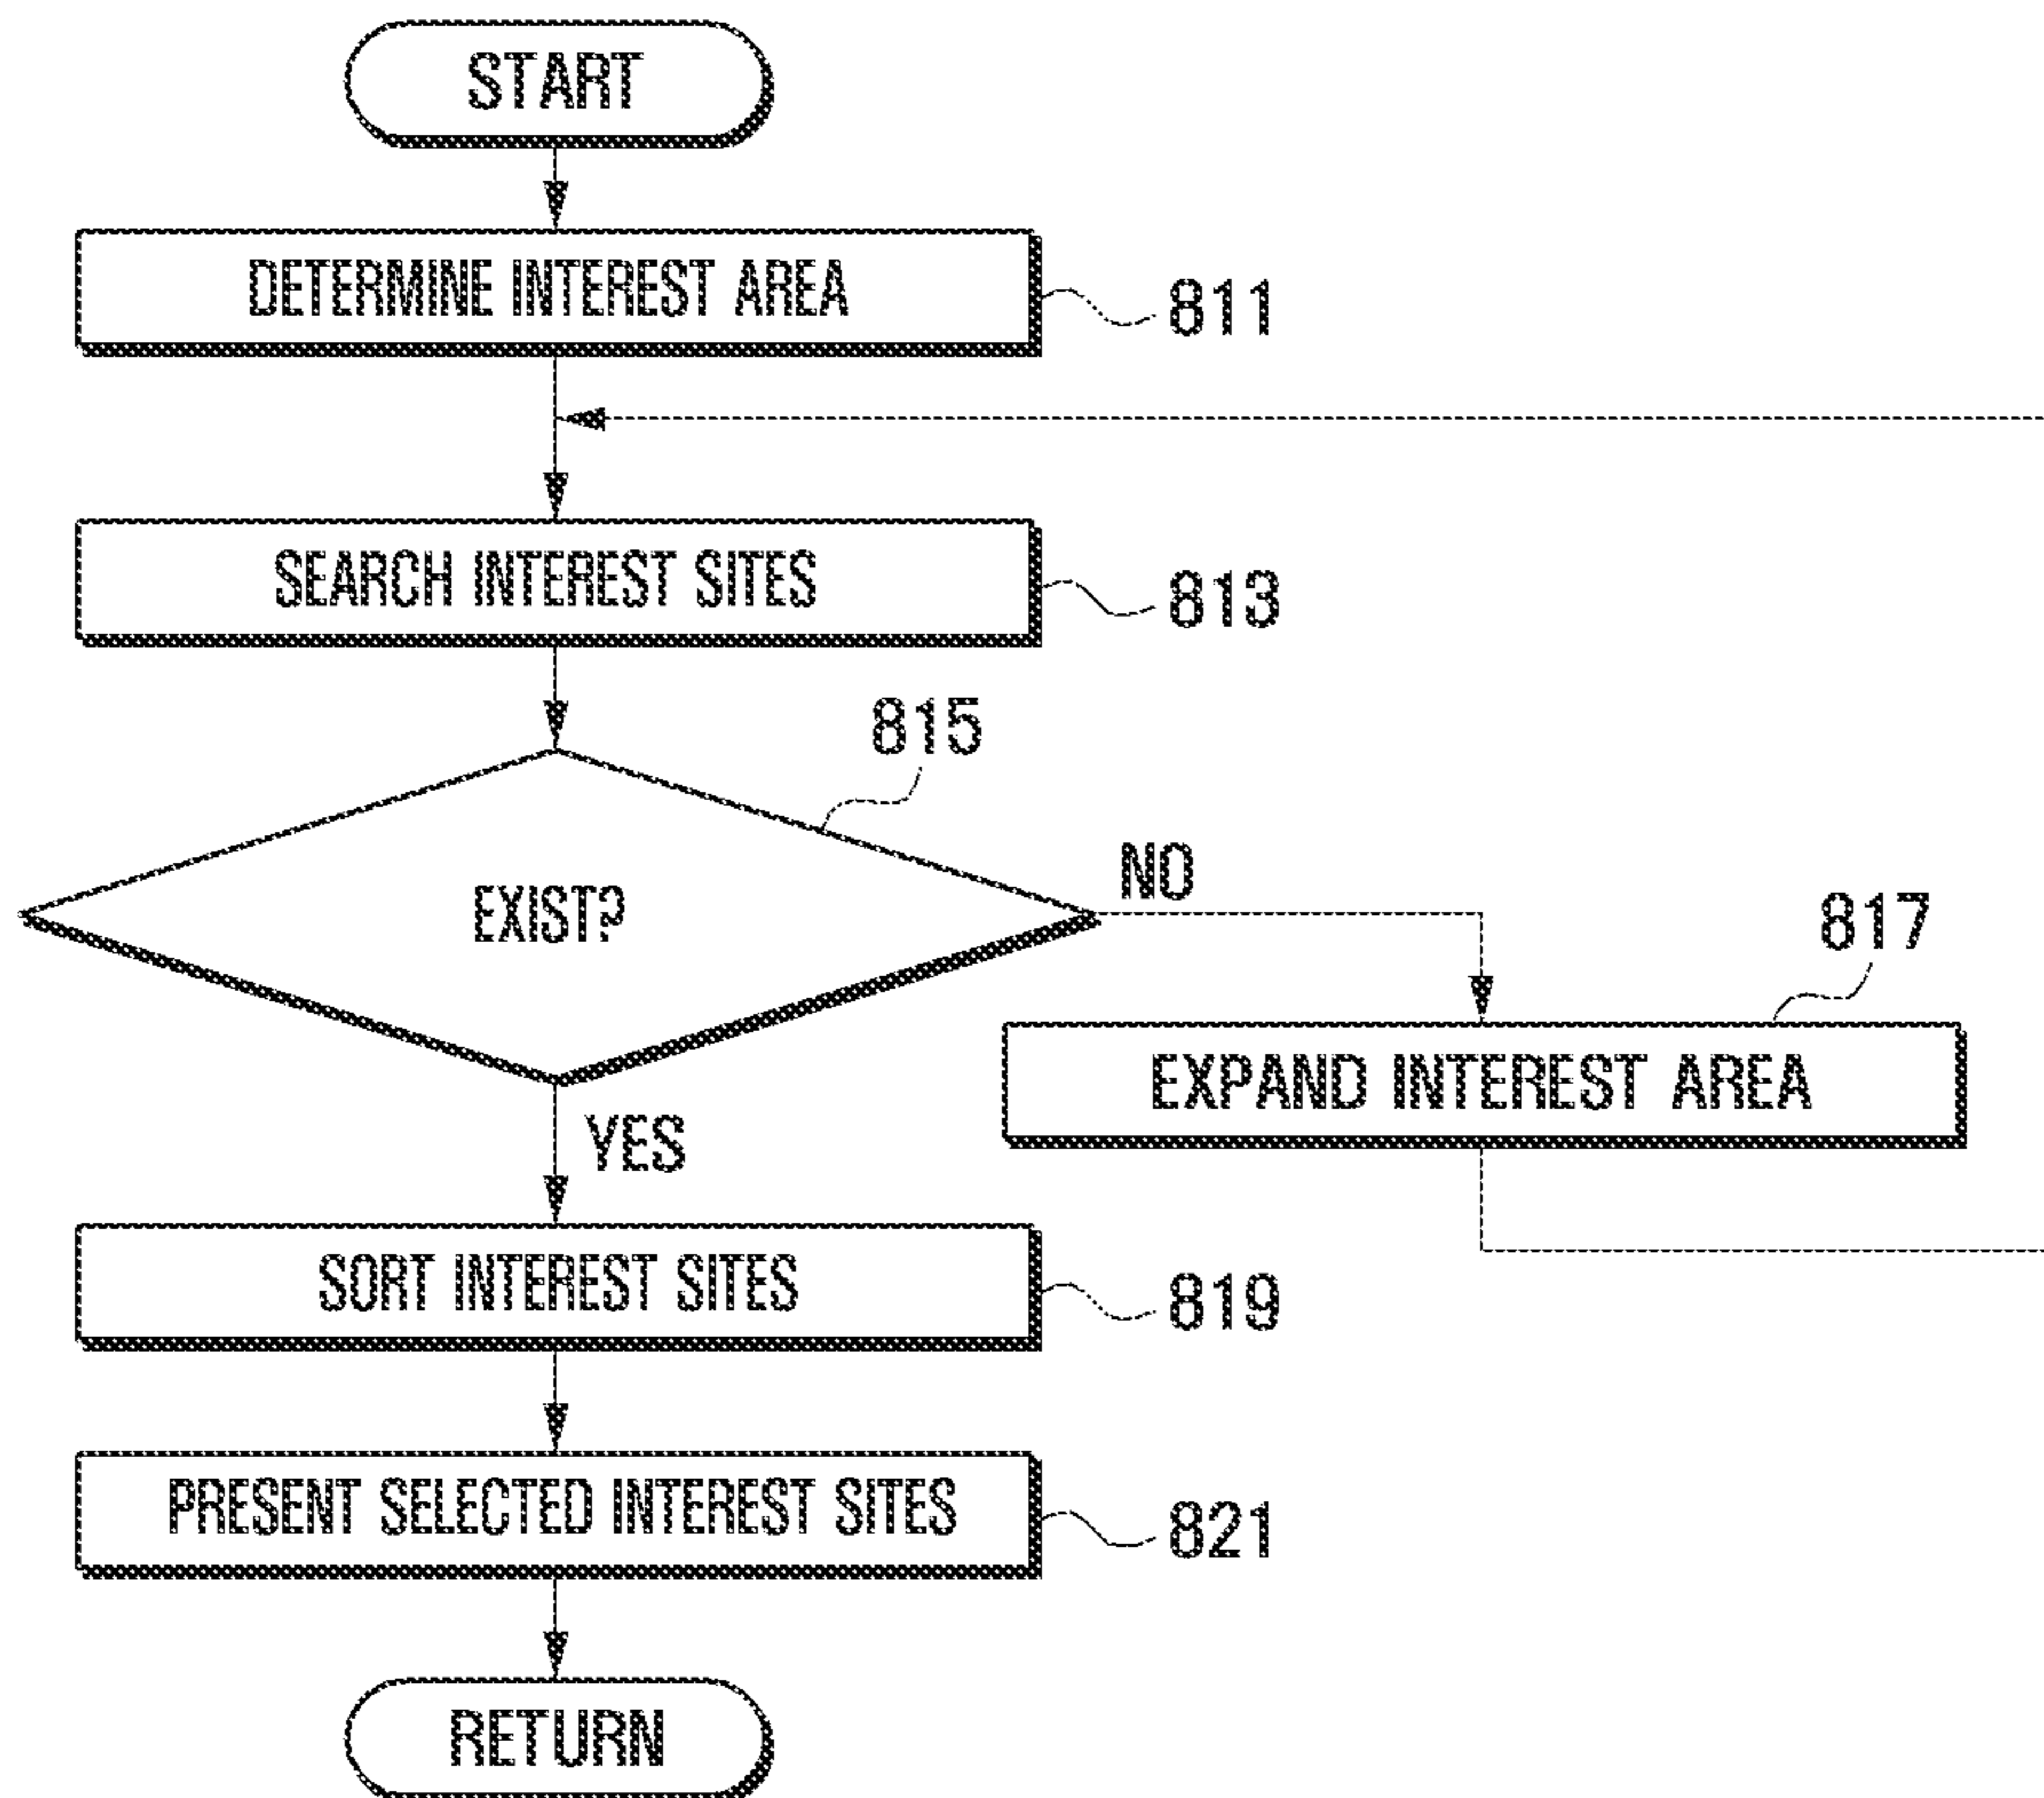 START
DETERMINE INTEREST AREA
811
SEARCH INTEREST SITES
813
815
EXIST?
NO
817
EXPAND INTEREST AREA
YES
SORT INTEREST SITES
819
PRESENT SELECTED INTEREST SITES
821
RETURN